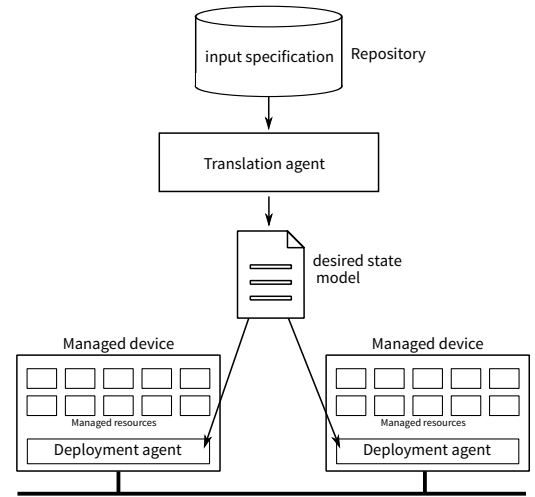 input specification
Repository
Translation agent
desired state
model
Managed device
Managed resources
Deployment agent
Managed device
Managed resources
Deployment agent